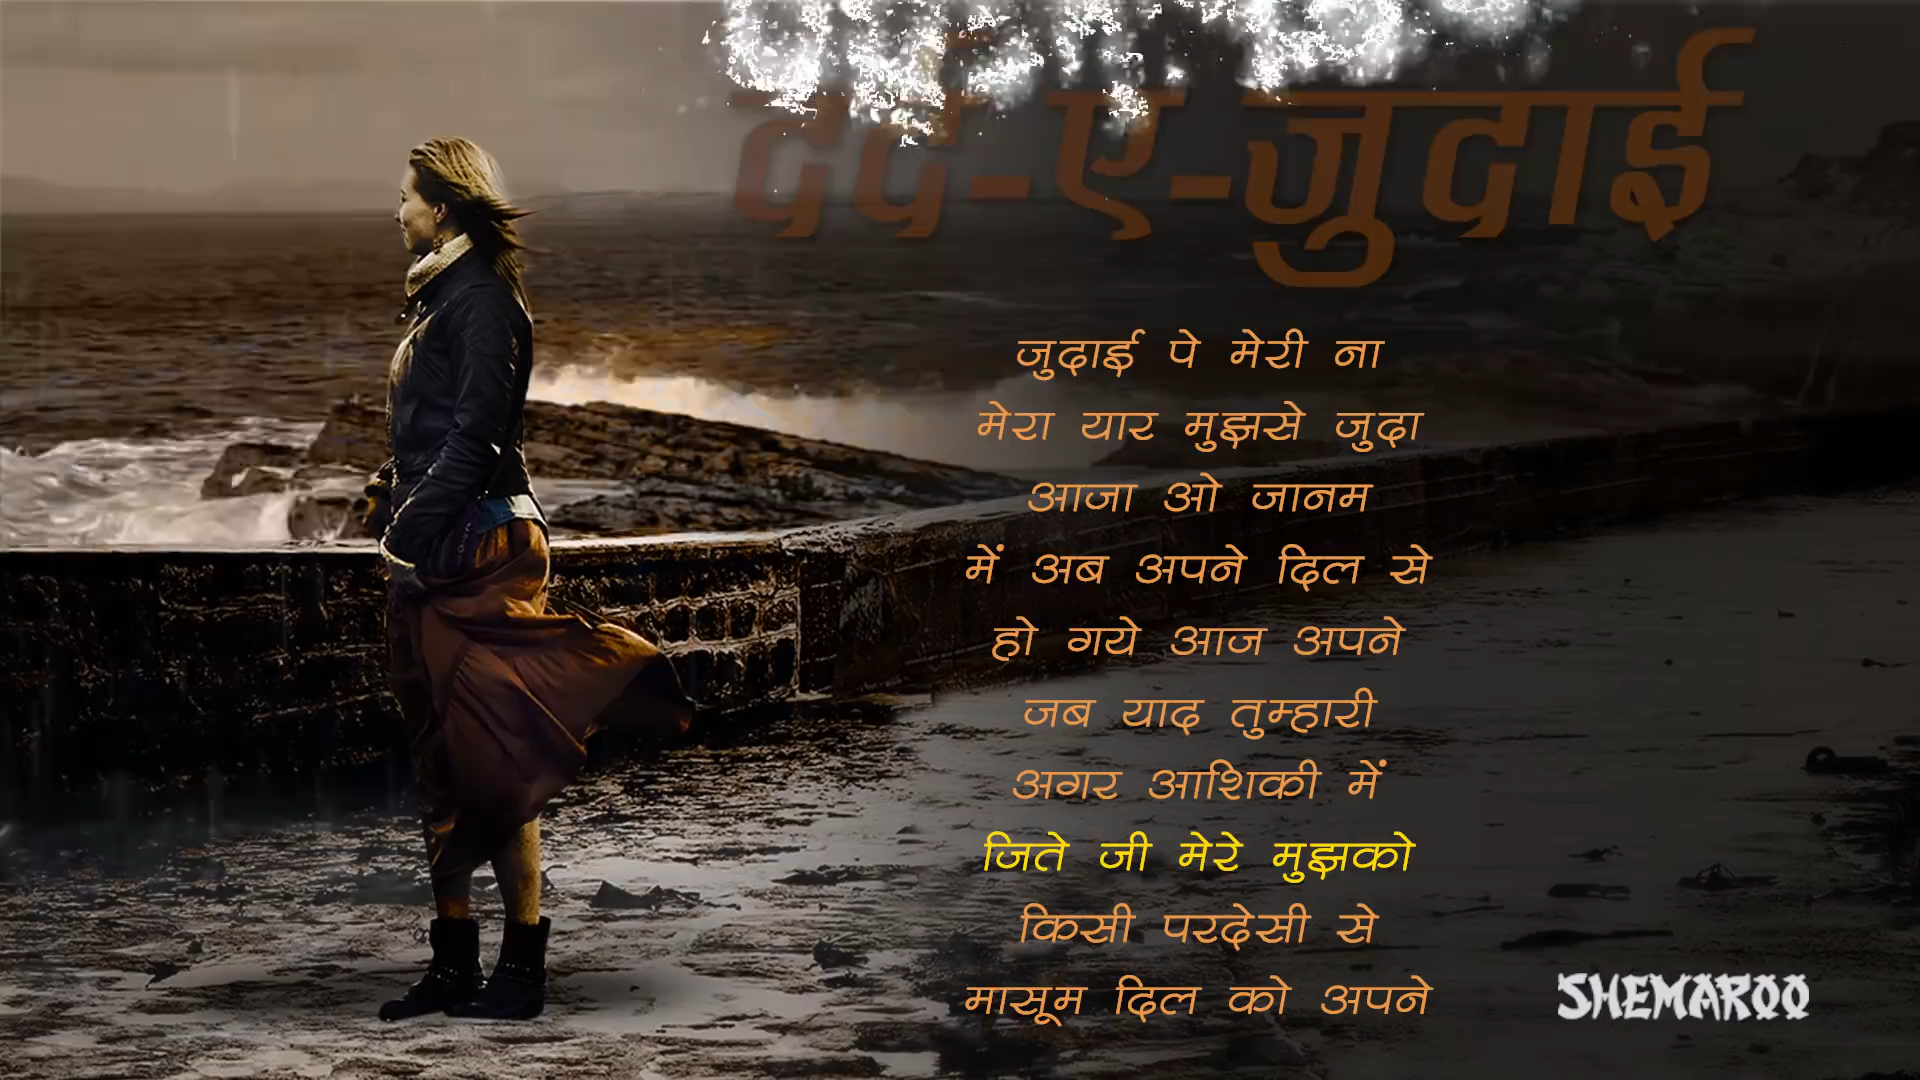 दर्द-ए-जुदाई
जुदाई पे मेरी ना
मेरा यार मुझसे जुदा
आजा ओ जानम
में अब अपने दिल से
हो गये आज अपने
जब याद तुम्हारी
अगर आशिकी में
जिते जी मेरे मुझको
किसी परदेसी से
मासूम दिल को अपने
SHEMAROO